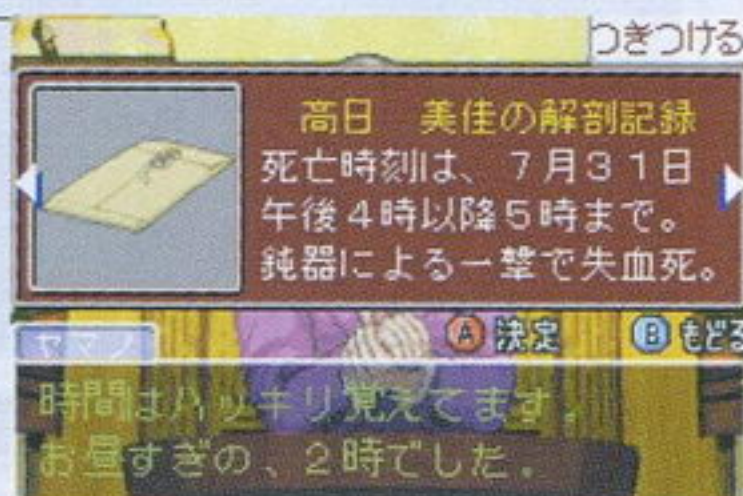 つきつける
高日 美佳の解剖記録
死亡時刻は、7月31日
午後4時以降5時まで。
鈍器による一撃で失血死。
A 決定 B もどる
ヤマノ
時間はハッキリ覚えてます。
お昼すぎの、2時でした。